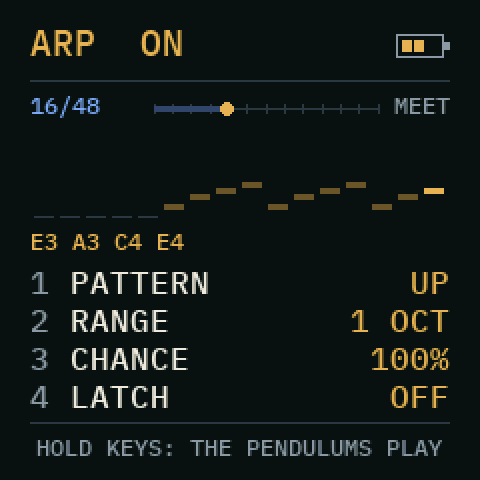 ARP ON
16/48 MEET
E3 A3 C4 E4
1 PATTERN UP
2 RANGE 1 OCT
3 CHANCE 100%
4 LATCH OFF
HOLD KEYS: THE PENDULUMS PLAY